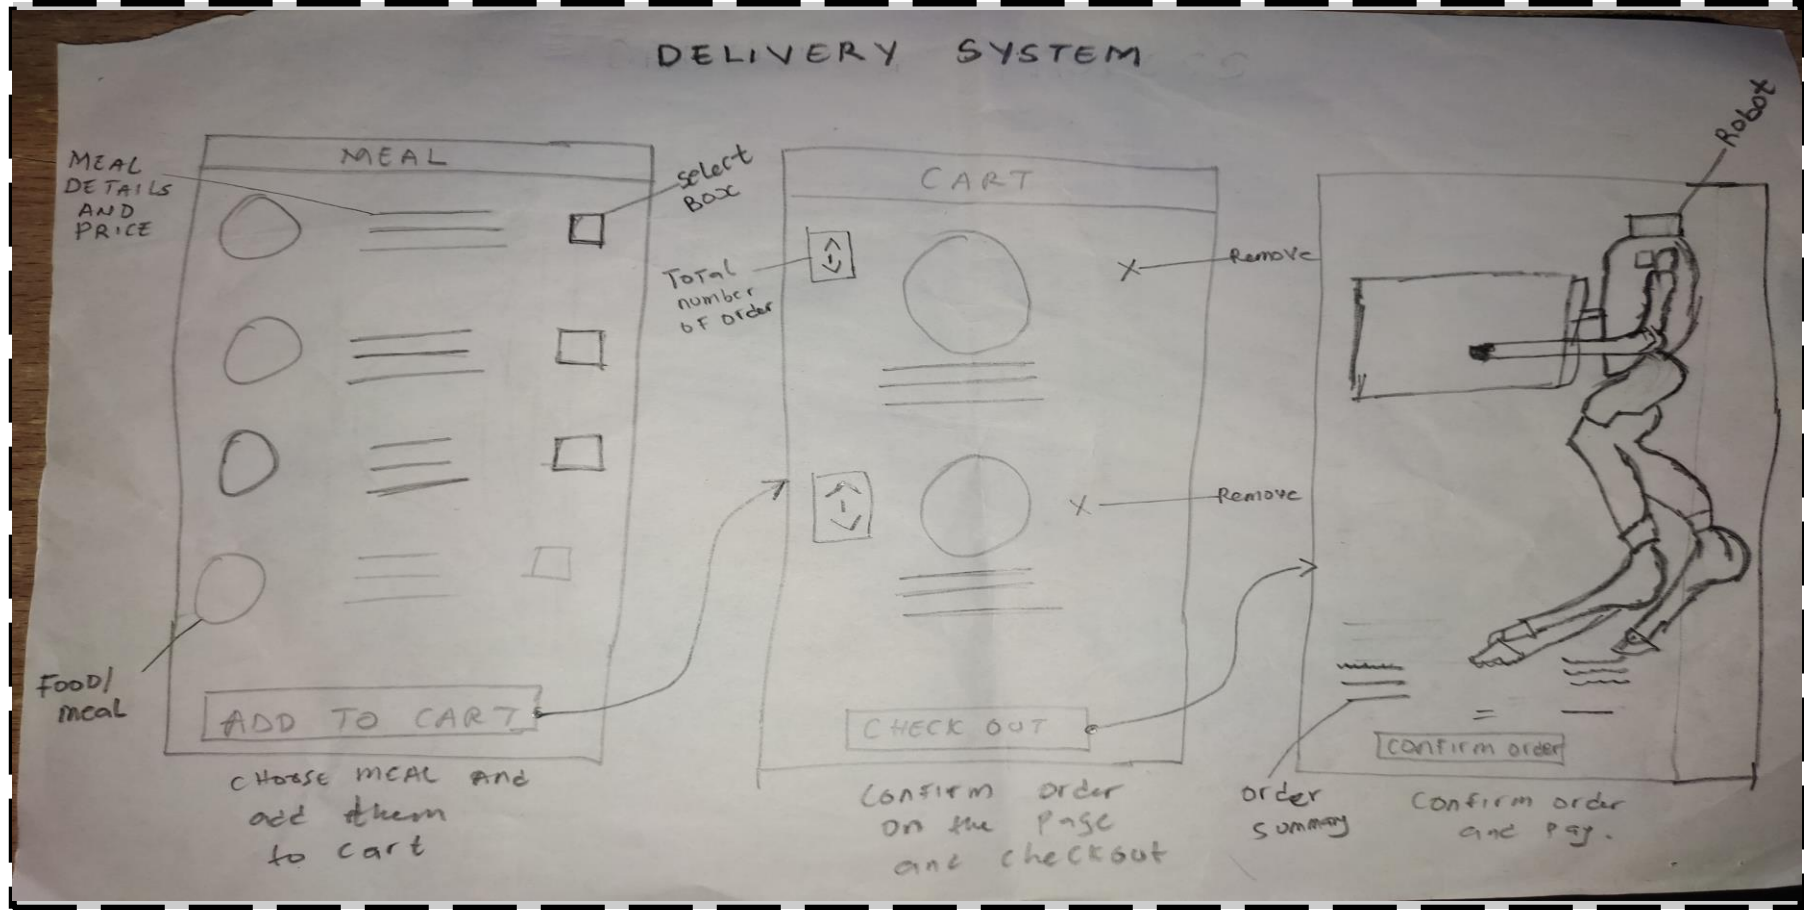 DELIVERY SYSTEM
MEAL
MEAL
DETAILS
AND
PRICE
Select
Box
Food/
meal
ADD TO CART
CHOOSE MEAL AND
add them
to cart
CART
Total
number
of order
Remove
Remove
CHECK OUT
Confirm order
on the page
and checkout
Robot
order
summary
Confirm order
Confirm order
and pay.